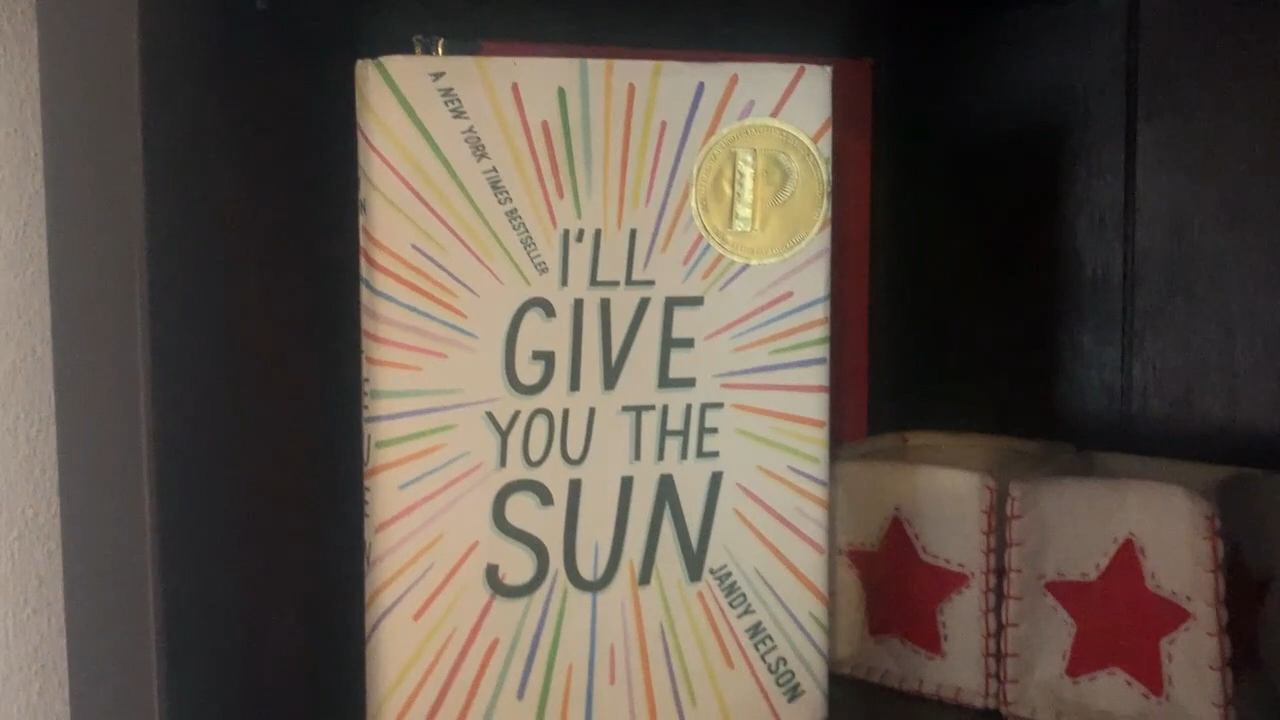 A NEW YORK TIMES BESTSELLER
I'LL
GIVE
YOU THE
SUN
JANDY NELSON
P